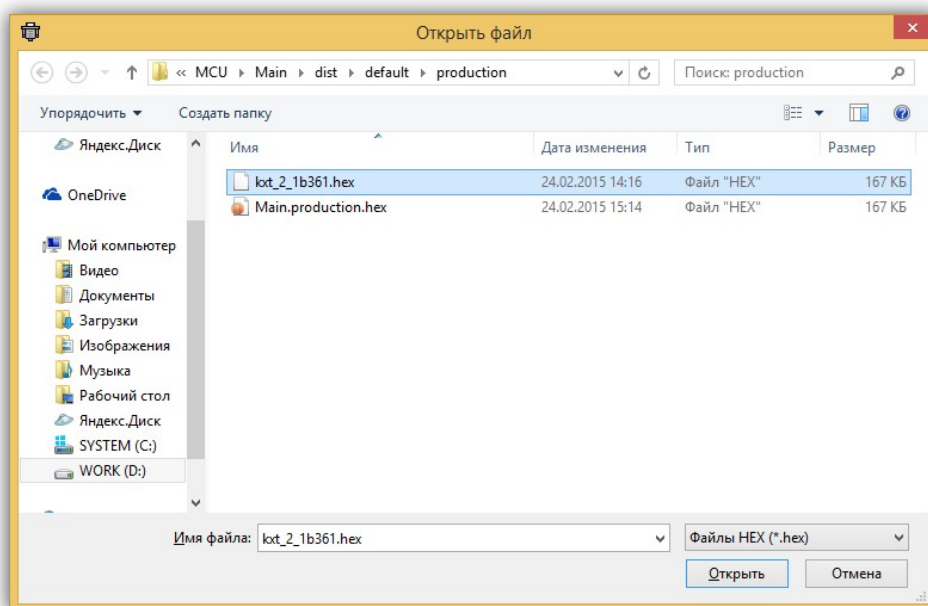 Открыть файл
« MCU ▸ Main ▸ dist ▸ default ▸ production
Поиск: production
Упорядочить ▾ Создать папку
Яндекс.Диск
OneDrive
Мой компьютер
Видео
Документы
Загрузки
Изображения
Музыка
Рабочий стол
Яндекс.Диск
SYSTEM (C:)
WORK (D:)
Имя Дата изменения Тип Размер
kxt_2_1b361.hex 24.02.2015 14:16 Файл "HEX" 167 КБ
Main.production.hex 24.02.2015 15:14 Файл "HEX" 167 КБ
Имя файла: kxt_2_1b361.hex Файлы HEX (*.hex)
Открыть Отмена